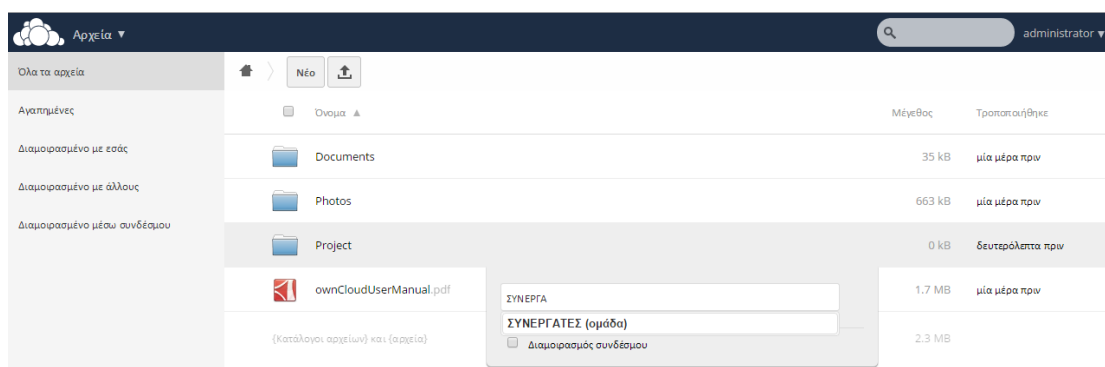 Αρχεία ▼ administrator ▼
Όλα τα αρχεία
Νέο
Αγαπημένες
Όνομα ▲ Μέγεθος Τροποποιήθηκε
Διαμοιρασμένο με εσάς
Documents 35 kB μία μέρα πριν
Διαμοιρασμένο με άλλους
Photos 663 kB μία μέρα πριν
Διαμοιρασμένο μέσω συνδέσμου
Project 0 kB δευτερόλεπτα πριν
ownCloudUserManual.pdf 1.7 MB μία μέρα πριν
ΣΥΝΕΡΓΑ
ΣΥΝΕΡΓΑΤΕΣ (ομάδα)
{Κατάλογοι αρχείων} και {αρχεία} 2.3 MB
Διαμοιρασμός συνδέσμου